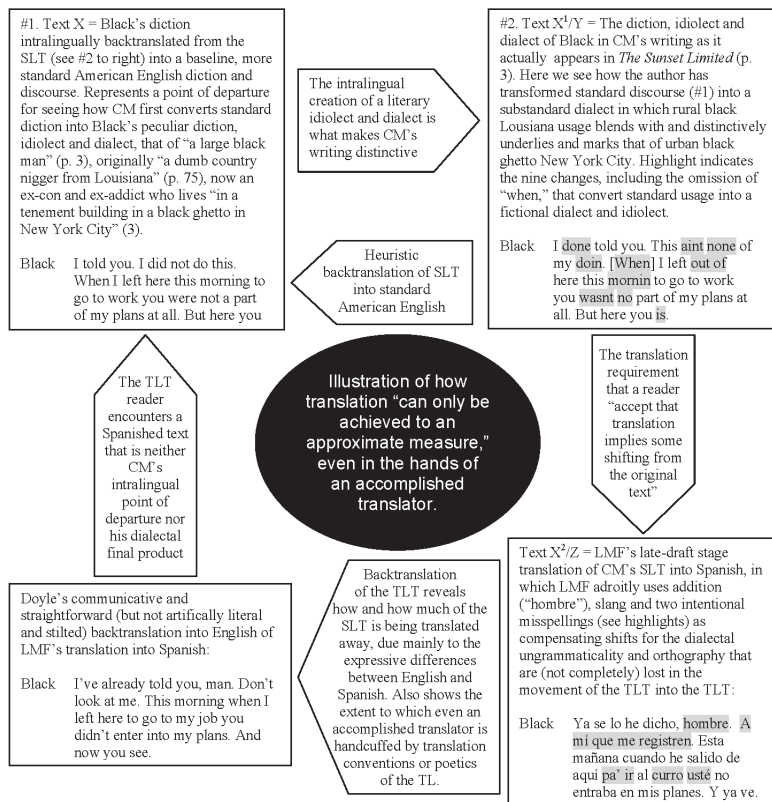 #1. Text X = Black's diction
intralingually backtranslated from the
SLT (see #2 to right) into a baseline, more
standard American English diction and
discourse. Represents a point of departure
for seeing how CM first converts standard
diction into Black's peculiar diction,
idiolect and dialect, that of “a large black
man” (p. 3), originally “a dumb country
nigger from Louisiana” (p. 75), now an
ex-con and ex-addict who lives “in a
tenement building in a black ghetto in
New York City” (3).
Black I told you. I did not do this.
When I left here this morning to
go to work you were not a part
of my plans at all. But here you
The intralingual
creation of a literary
idiolect and dialect is
what makes CM's
writing distinctive
#2. Text X¹/Y = The diction, idiolect and
dialect of Black in CM's writing as it
actually appears in The Sunset Limited (p.
3). Here we see how the author has
transformed standard discourse (#1) into a
substandard dialect in which rural black
Lousiana usage blends with and distinctively
underlies and marks that of urban black
ghetto New York City. Highlight indicates
the nine changes, including the omission of
“when,” that convert standard usage into a
fictional dialect and idiolect.
Black I done told you. This aint none of
my doin. [When] I left out of
here this mornin to go to work
you wasnt no part of my plans at
all. But here you is.
Heuristic
backtranslation of SLT
into standard
American English
The TLT
reader
encounters a
Spanished text
that is neither
CM's
intralingual
point of
departure nor
his dialectal
final product
Illustration of how
translation “can only be
achieved to an
approximate measure,”
even in the hands of
an accomplished
translator.
The
translation
requirement
that a reader
“accept that
translation
implies some
shifting from
the original
text”
Doyle's communicative and
straightforward (but not artifically literal
and stilted) backtranslation into English of
LMF's translation into Spanish:
Black I've already told you, man. Don't
look at me. This morning when I
left here to go to my job you
didn't enter into my plans. And
now you see.
Backtranslation
of the TLT reveals
how and how much of the
SLT is being translated
away, due mainly to the
expressive differences
between English and
Spanish. Also shows the
extent to which even an
accomplished translator is
handcuffed by translation
conventions or poetics
of the TL.
Text X²/Z = LMF's late-draft stage
translation of CM's SLT into Spanish, in
which LMF adroitly uses addition
(“hombre”), slang and two intentional
misspellings (see highlights) as
compensating shifts for the dialectal
ungrammaticality and orthography that
are (not completely) lost in the
movement of the TLT into the TLT:
Black Ya se lo he dicho, hombre. A
mí que me registren. Esta
mañana cuando he salido de
aquí pa' ir al curro usté no
entraba en mis planes. Y ya ve.